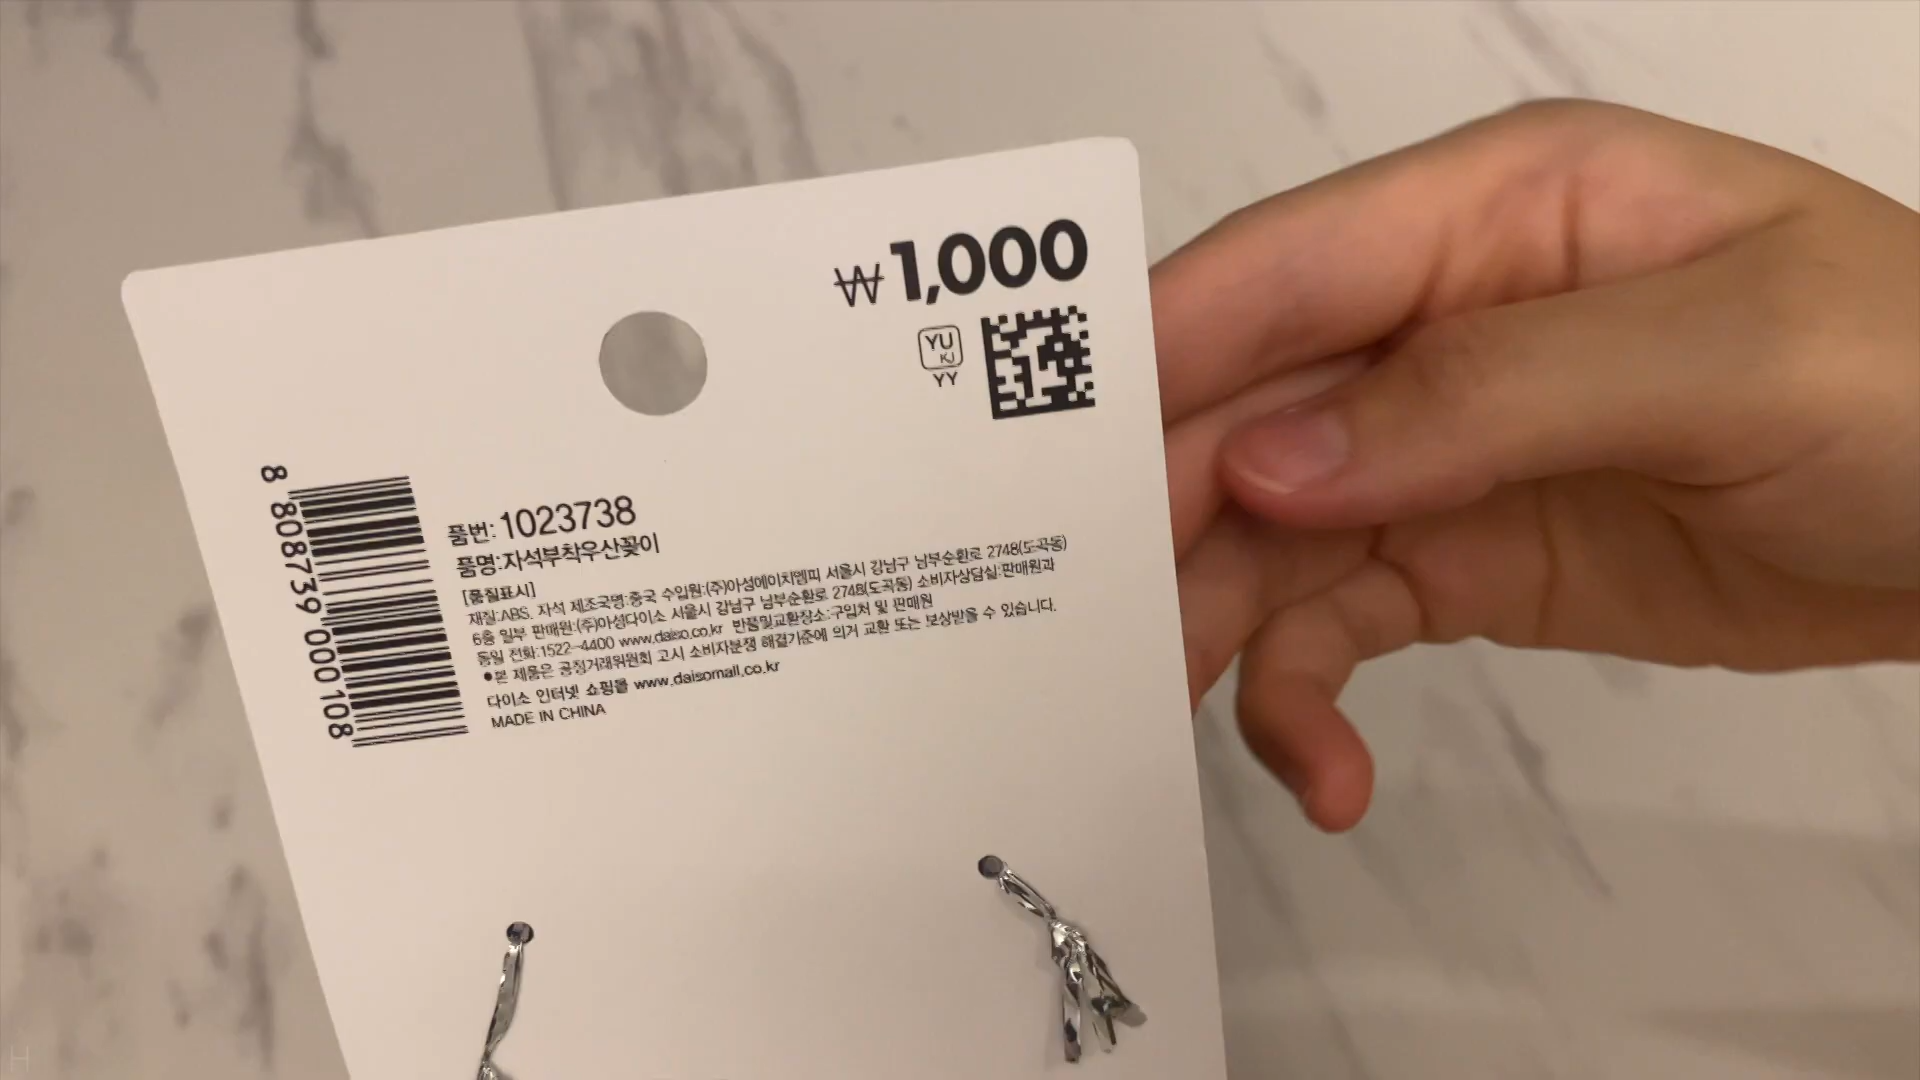 ₩1,000
YU
KJ
YY
8 808739 000108
품번: 1023738
품명:자석부착우산꽂이
[품질표시]
재질:ABS, 자석 제조국명:중국 수입원:(주)아성에이치엠피 서울시 강남구 남부순환로 2748(도곡동)
6층 일부 판매원:(주)아성다이소 서울시 강남구 남부순환로 2748(도곡동) 소비자상담실:판매원과
동일 전화:1522-4400 www.daiso.co.kr 반품및교환장소:구입처 및 판매원
●본 제품은 공정거래위원회 고시 소비자분쟁 해결기준에 의거 교환 또는 보상받을 수 있습니다.
다이소 인터넷 쇼핑몰 www.daisomall.co.kr
MADE IN CHINA
H